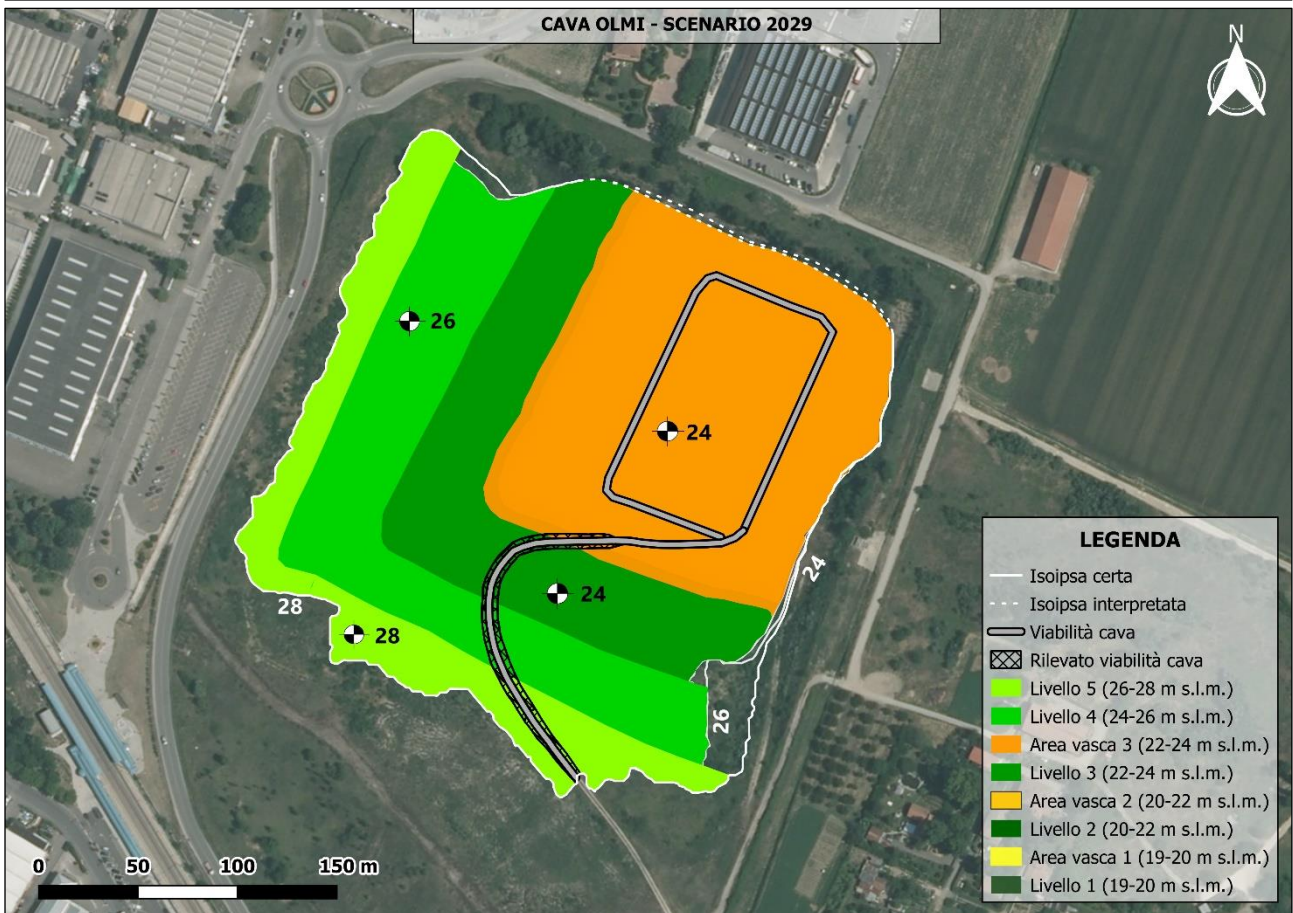 CAVA OLMI - SCENARIO 2029
N
26
24
24
24
28
28
26
LEGENDA
Isoipsa certa
Isoipsa interpretata
Viabilità cava
Rilevato viabilità cava
Livello 5 (26-28 m s.l.m.)
Livello 4 (24-26 m s.l.m.)
Area vasca 3 (22-24 m s.l.m.)
Livello 3 (22-24 m s.l.m.)
Area vasca 2 (20-22 m s.l.m.)
Livello 2 (20-22 m s.l.m.)
Area vasca 1 (19-20 m s.l.m.)
Livello 1 (19-20 m s.l.m.)
0 50 100 150 m